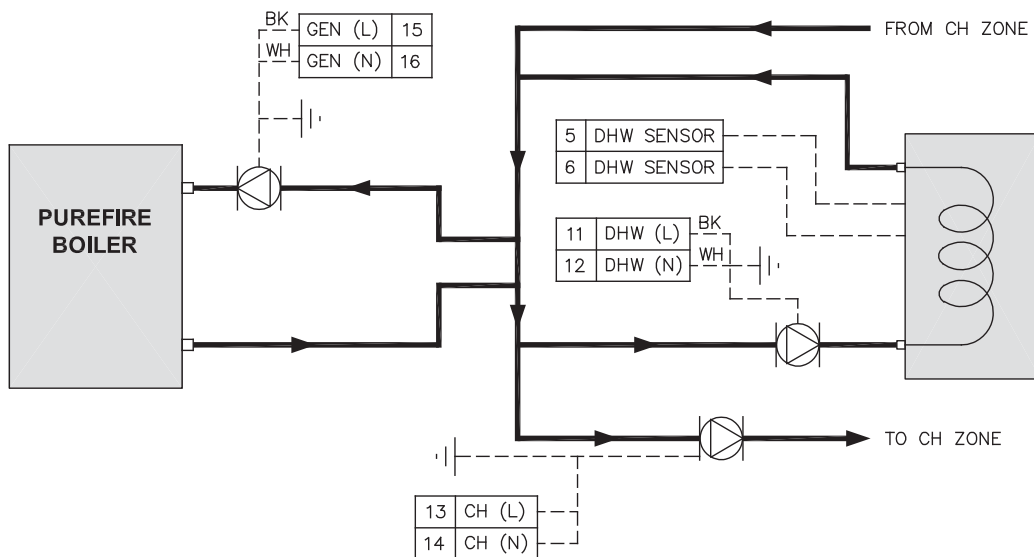 BK
GEN (L) 15
WH
GEN (N) 16
FROM CH ZONE
5 DHW SENSOR
6 DHW SENSOR
PUREFIRE
BOILER
BK
11 DHW (L)
WH
12 DHW (N)
TO CH ZONE
13 CH (L)
14 CH (N)